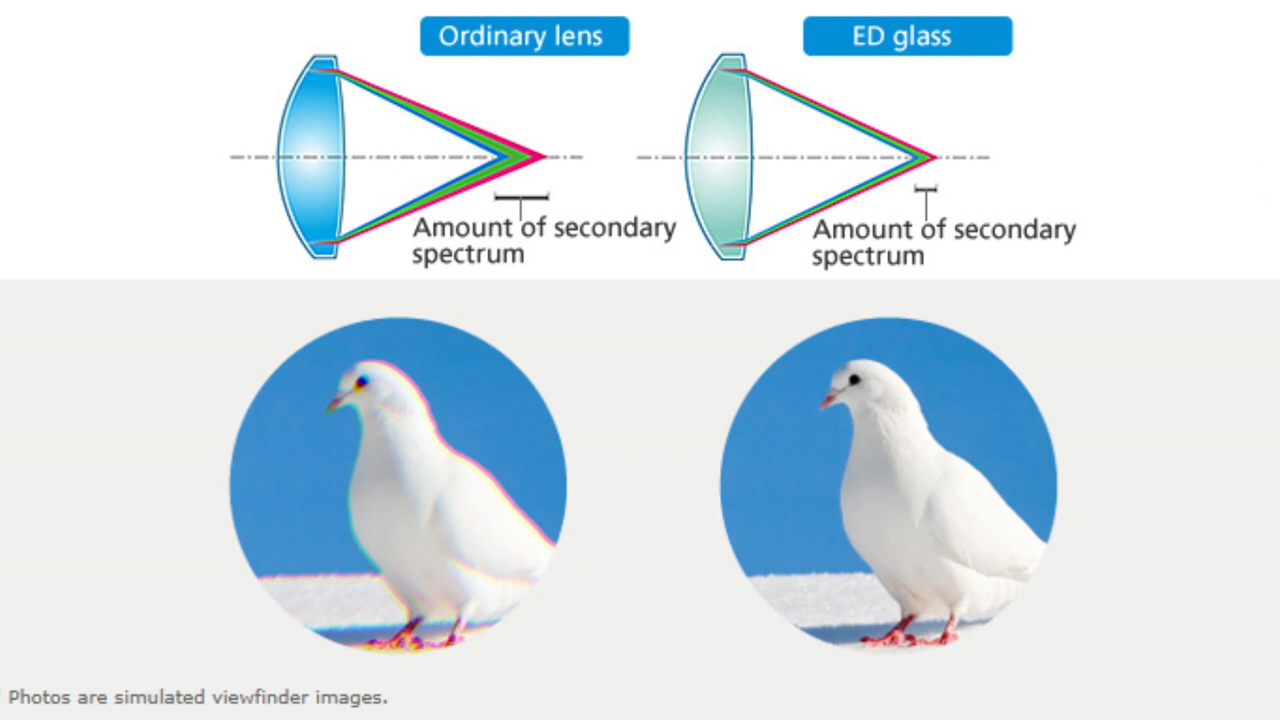 Ordinary lens
ED glass
Amount of secondary
spectrum
Amount of secondary
spectrum
Photos are simulated viewfinder images.